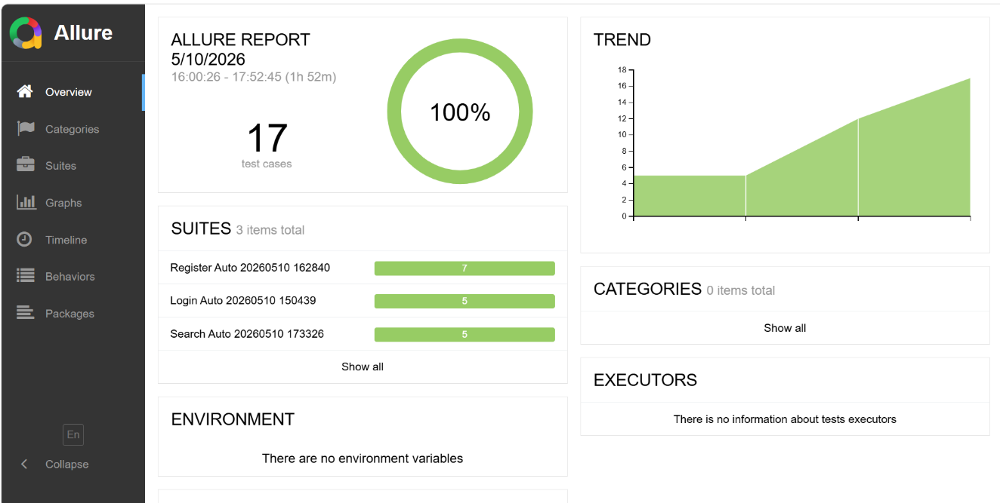 Allure
Overview
Categories
Suites
Graphs
Timeline
Behaviors
Packages
En
Collapse
ALLURE REPORT
5/10/2026
16:00:26 - 17:52:45 (1h 52m)
17
test cases
100%
SUITES 3 items total
Register Auto 20260510 162840 7
Login Auto 20260510 150439 5
Search Auto 20260510 173326 5
Show all
ENVIRONMENT
There are no environment variables
TREND
18
16
14
12
10
8
6
4
2
0
CATEGORIES 0 items total
Show all
EXECUTORS
There is no information about tests executors